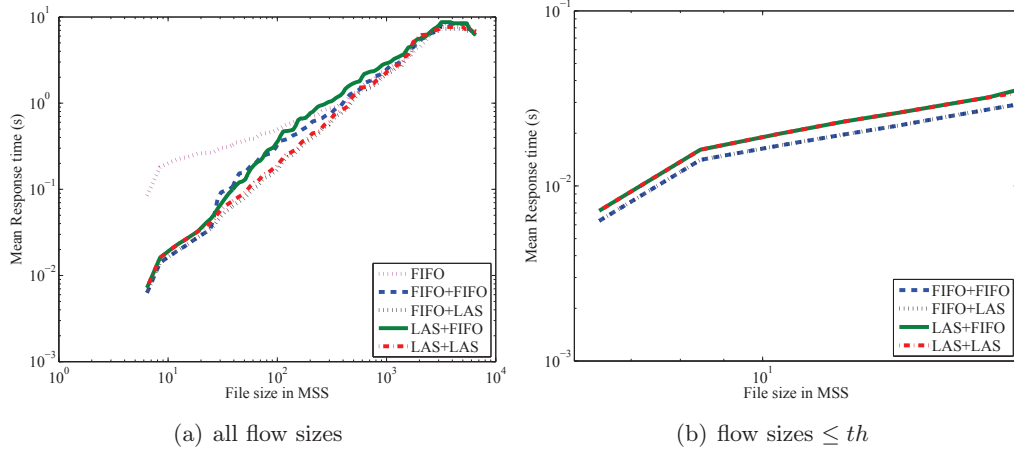 10^1
10^0
10^-1
10^-2
10^-3
Mean Response time (s)
FIFO
FIFO+FIFO
FIFO+LAS
LAS+FIFO
LAS+LAS
10^0 10^1 10^2 10^3 10^4
File size in MSS
(a) all flow sizes
10^-1
10^-2
10^-3
Mean Response time (s)
FIFO+FIFO
FIFO+LAS
LAS+FIFO
LAS+LAS
10^1
File size in MSS
(b) flow sizes ≤ th